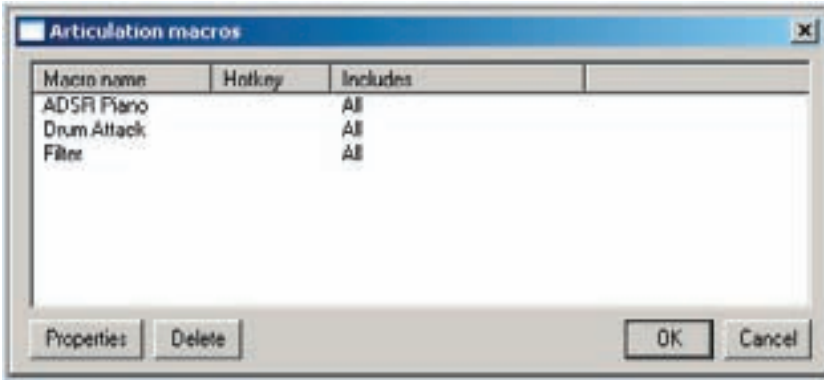 Articulation macros
Macro name Hotkey Includes
ADSR Piano All
Drum Attack All
Filter All
Properties Delete OK Cancel